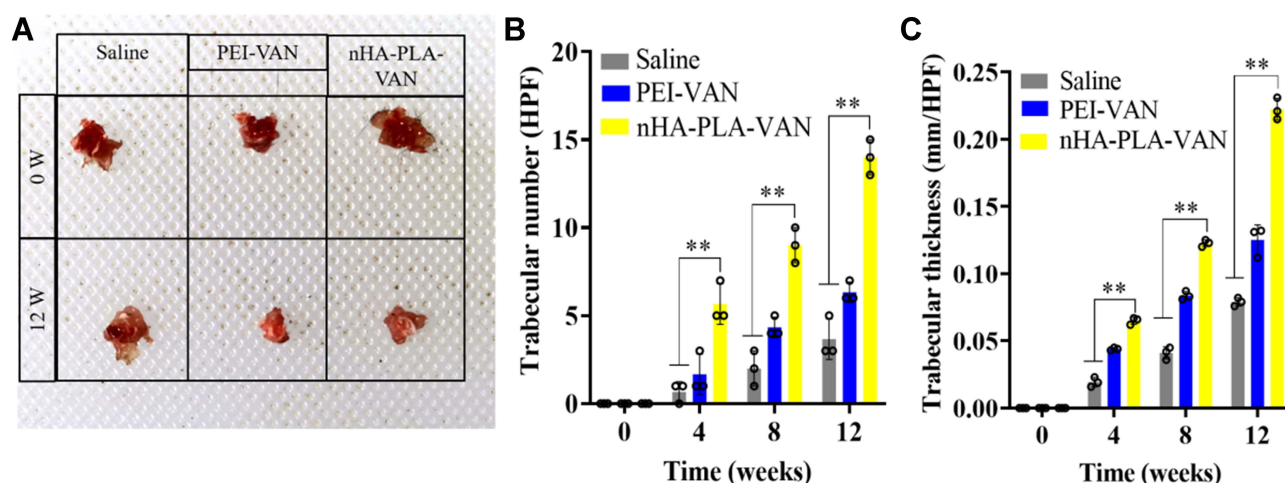 A
Saline
PEI-VAN
nHA-PLA-
VAN
0 W
12 W
B
Trabecular number (HPF)
20
15
10
5
0
Saline
PEI-VAN
nHA-PLA-VAN
**
**
**
0 4 8 12
Time (weeks)
C
Trabecular thickness (mm/HPF)
0.25
0.20
0.15
0.10
0.05
0.00
Saline
PEI-VAN
nHA-PLA-VAN
**
**
**
0 4 8 12
Time (weeks)